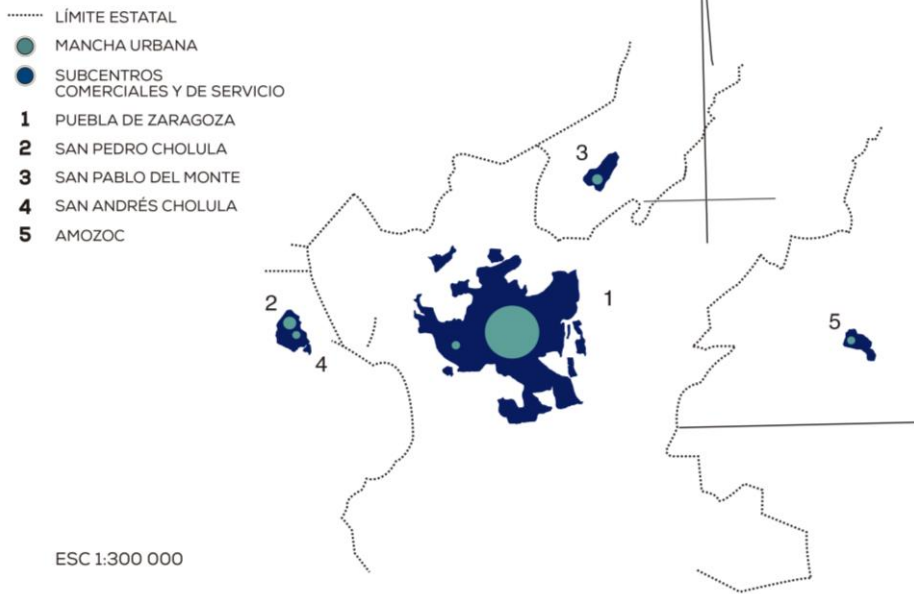 LÍMITE ESTATAL
MANCHA URBANA
SUBCENTROS
COMERCIALES Y DE SERVICIO
1 PUEBLA DE ZARAGOZA
2 SAN PEDRO CHOLULA
3 SAN PABLO DEL MONTE
4 SAN ANDRÉS CHOLULA
5 AMOZOC
3
1
2
4
5
ESC 1:300 000